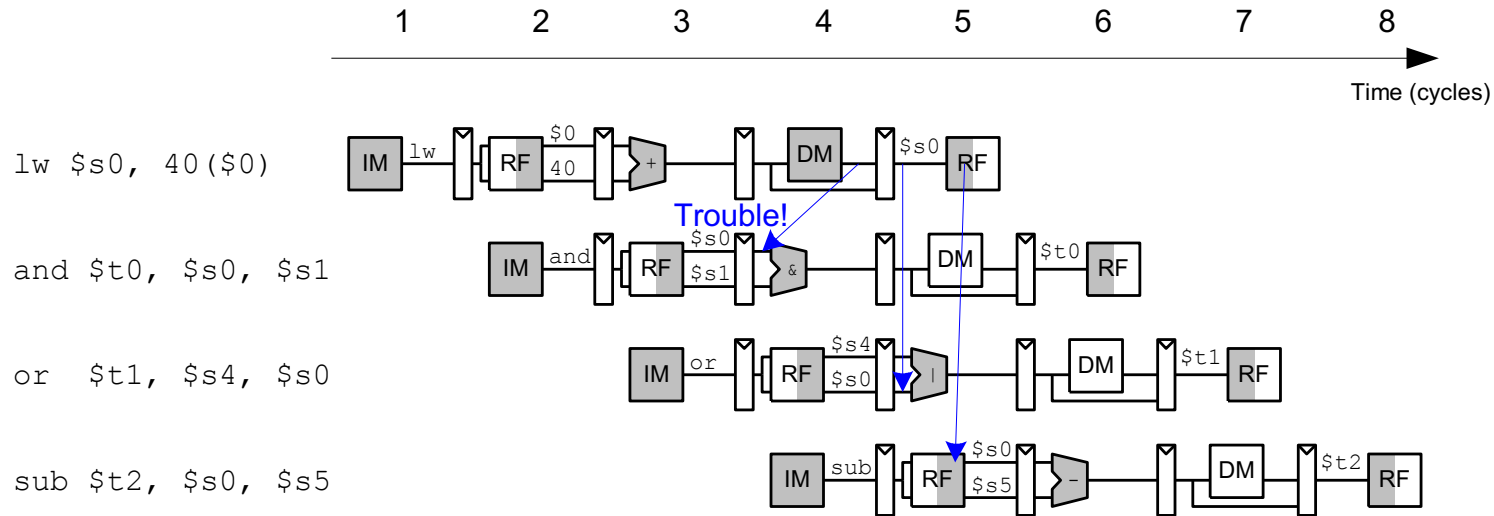 1 2 3 4 5 6 7 8
Time (cycles)
lw $s0, 40($0) IM lw RF $0 40 + DM $s0 RF
Trouble!
and $t0, $s0, $s1 IM and RF $s0 $s1 & DM $t0 RF
or $t1, $s4, $s0 IM or RF $s4 $s0 | DM $t1 RF
sub $t2, $s0, $s5 IM sub RF $s0 $s5 - DM $t2 RF